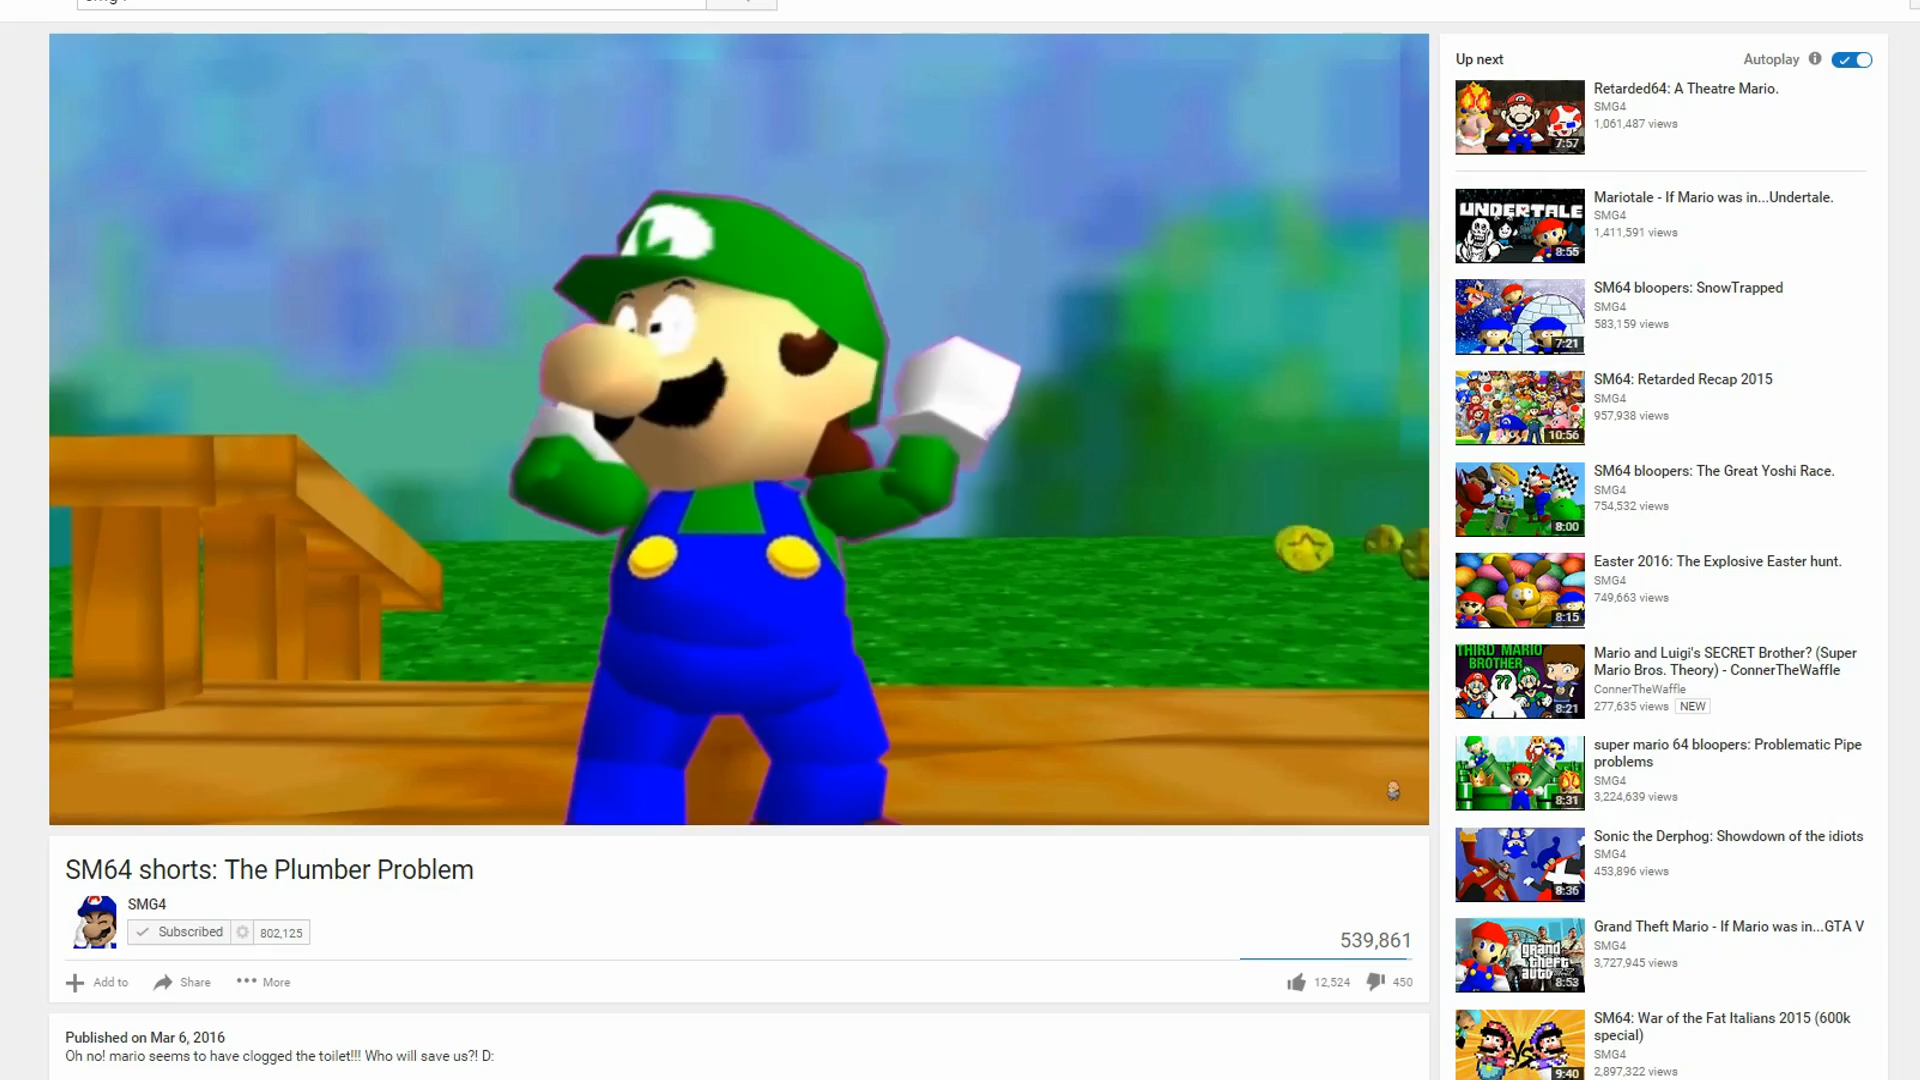 Up next
Autoplay
Retarded64: A Theatre Mario.
SMG4
1,061,487 views
7:57
UNDERTALE
Mariotale - If Mario was in...Undertale.
SMG4
1,411,591 views
8:55
SM64 bloopers: SnowTrapped
SMG4
583,159 views
7:21
SM64: Retarded Recap 2015
SMG4
957,938 views
10:56
SM64 bloopers: The Great Yoshi Race.
SMG4
754,532 views
8:00
Easter 2016: The Explosive Easter hunt.
SMG4
749,663 views
8:15
THIRD MARIO
BROTHER
??
Mario and Luigi's SECRET Brother? (Super
Mario Bros. Theory) - ConnerTheWaffle
ConnerTheWaffle
277,635 views NEW
8:21
super mario 64 bloopers: Problematic Pipe
problems
SMG4
3,224,639 views
8:31
Sonic the Derphog: Showdown of the idiots
SMG4
453,896 views
8:36
grand
theft
auto
Grand Theft Mario - If Mario was in...GTA V
SMG4
3,727,945 views
8:53
VS
SM64: War of the Fat Italians 2015 (600k
special)
SMG4
2,897,322 views
9:40
SM64 shorts: The Plumber Problem
SMG4
Subscribed 802,125
539,861
Add to Share More
12,524 450
Published on Mar 6, 2016
Oh no! mario seems to have clogged the toilet!!! Who will save us?! D: